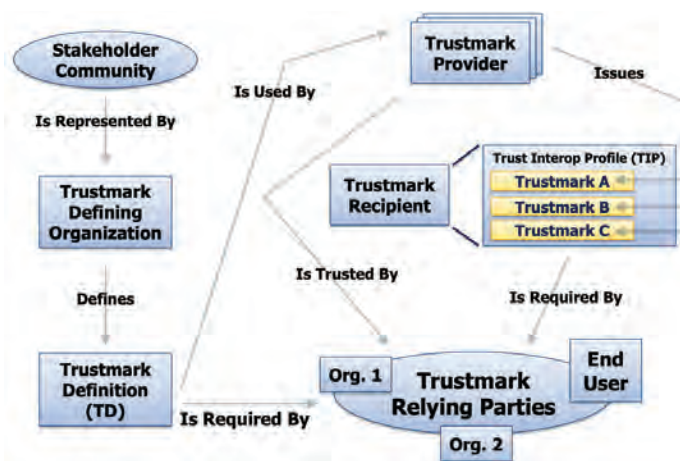 Stakeholder
Community
Is Represented By
Trustmark
Defining
Organization
Defines
Trustmark
Definition
(TD)
Is Used By
Is Required By
Trustmark
Provider
Issues
Trustmark
Recipient
Trust Interop Profile (TIP)
Trustmark A
Trustmark B
Trustmark C
Is Trusted By
Is Required By
Org. 1
Trustmark
Relying Parties
End
User
Org. 2